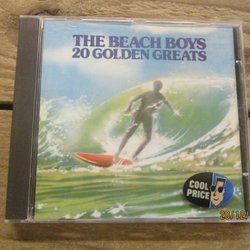 THE BEACH BOYS
20 GOLDEN GREATS
COOL
PRICE